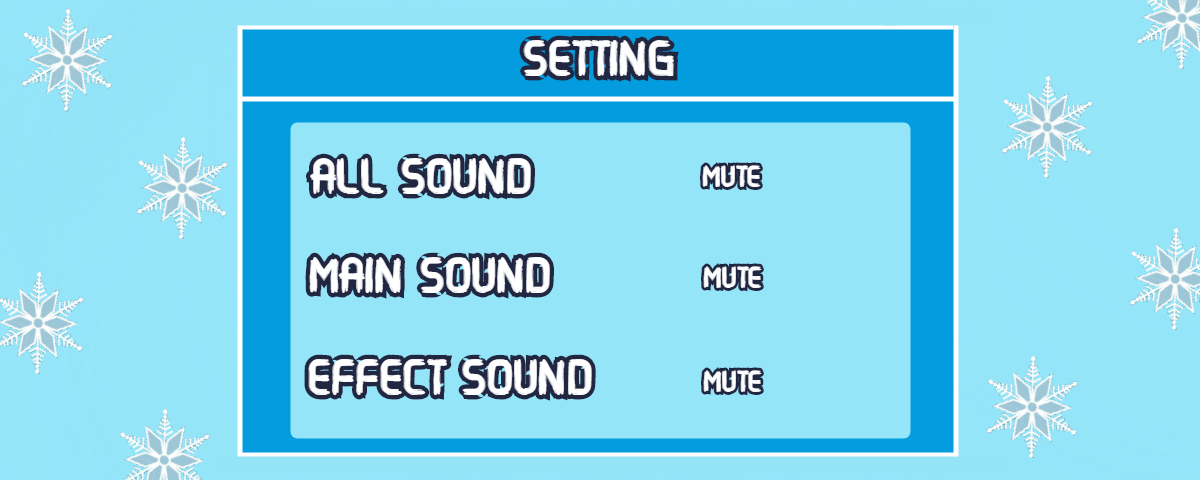 SETTING
ALL SOUND MUTE
MAIN SOUND MUTE
EFFECT SOUND MUTE